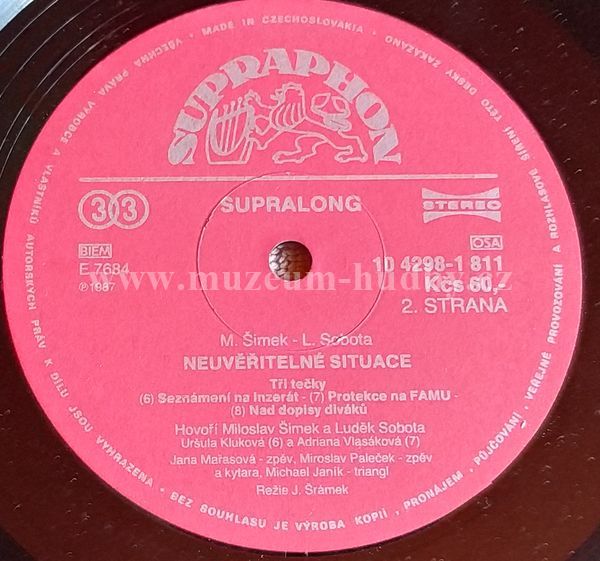 VŠECHNA PRÁVA VÝROBCE A VLASTNÍKŮ AUTORSKÝCH PRÁV K DÍLU JSOU VYHRAZENA • BEZ SOUHLASU JE VÝROBA KOPIÍ, PRONÁJEM, PŮJČOVÁNÍ, VEŘEJNÉ PROVOZOVÁNÍ A ROZHLASOVÉ ŠÍŘENÍ TÉTO DESKY ZAKÁZÁNO • MADE IN CZECHOSLOVAKIA •
SUPRAPHON
33 SUPRALONG STEREO
BIEM OSA
E 7684 10 4298-1 811
℗1987 Kčs 60,-
www.muzeum-hudby.cz
2. STRANA
M. Šimek - L. Sobota
NEUVĚŘITELNÉ SITUACE
Tři tečky
(6) Seznámení na inzerát - (7) Protekce na FAMU -
(8) Nad dopisy diváků
Hovoří Miloslav Šimek a Luděk Sobota
Uršula Kluková (6) a Adriana Vlasáková (7)
Jana Mařasová - zpěv, Miroslav Paleček - zpěv
a kytara, Michael Janík - triangl
Režie J. Šrámek